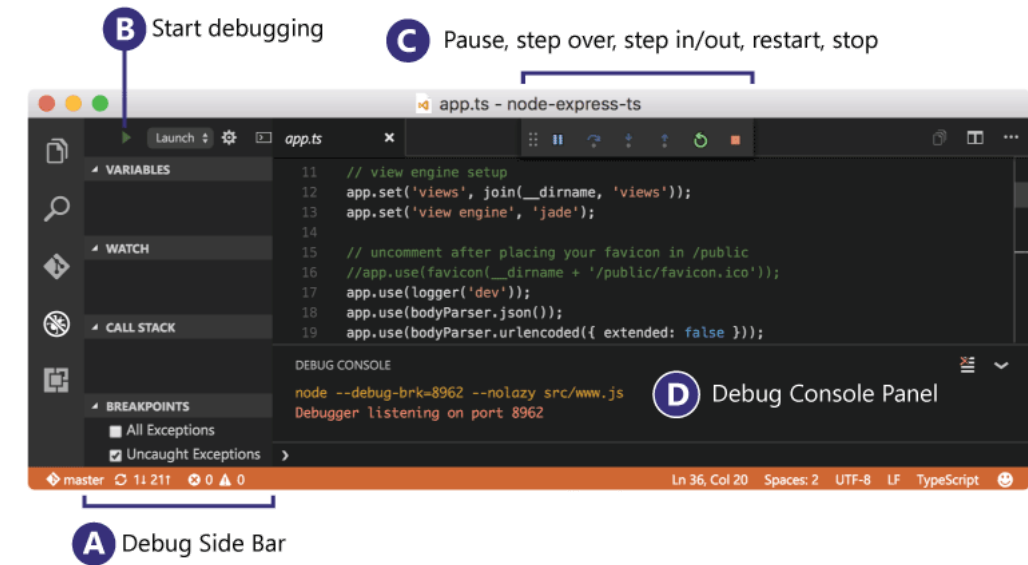 B Start debugging
C Pause, step over, step in/out, restart, stop
app.ts - node-express-ts
Launch
app.ts
VARIABLES
WATCH
CALL STACK
BREAKPOINTS
All Exceptions
Uncaught Exceptions
11 // view engine setup
12 app.set('views', join(__dirname, 'views'));
13 app.set('view engine', 'jade');
14
15 // uncomment after placing your favicon in /public
16 //app.use(favicon(__dirname + '/public/favicon.ico'));
17 app.use(logger('dev'));
18 app.use(bodyParser.json());
19 app.use(bodyParser.urlencoded({ extended: false }));
DEBUG CONSOLE
node --debug-brk=8962 --nolazy src/www.js
Debugger listening on port 8962
D Debug Console Panel
master 1↓ 21↑ 0 0 Ln 36, Col 20 Spaces: 2 UTF-8 LF TypeScript
A Debug Side Bar